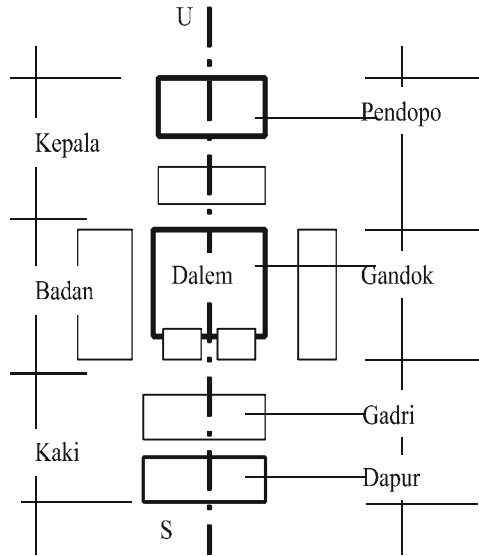 U
Pendopo
Kepala
Badan
Dalem
Gandok
Gadri
Kaki
Dapur
S